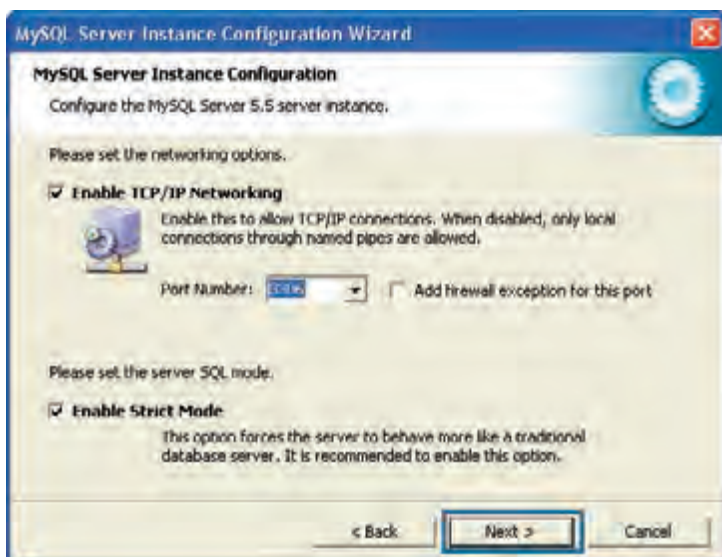 MySQL Server Instance Configuration Wizard
MySQL Server Instance Configuration
Configure the MySQL Server 5.5 server instance.
Please set the networking options.
Enable TCP/IP Networking
Enable this to allow TCP/IP connections. When disabled, only local
connections through named pipes are allowed.
Port Number: 3306
Add firewall exception for this port
Please set the server SQL mode.
Enable Strict Mode
This option forces the server to behave more like a traditional
database server. It is recommended to enable this option.
< Back
Next >
Cancel